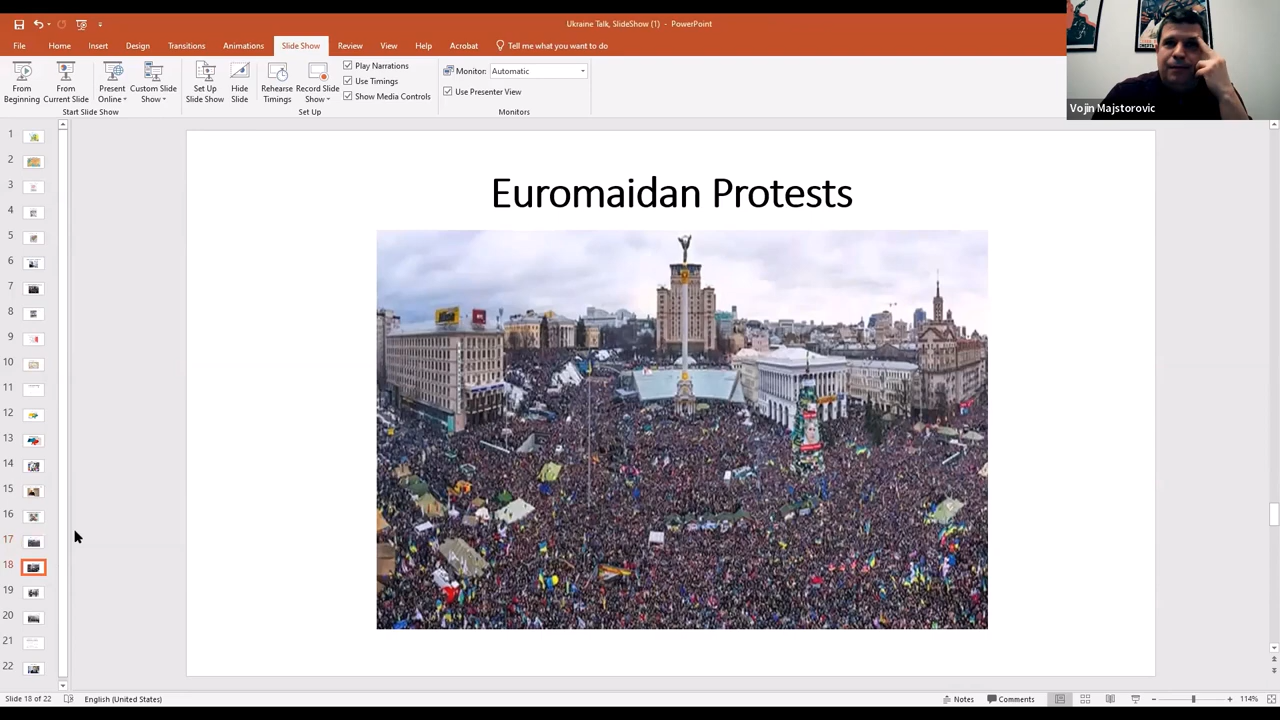 Ukraine Talk, SlideShow (1) - PowerPoint
File Home Insert Design Transitions Animations Slide Show Review View Help Acrobat Tell me what you want to do
From Beginning
From Current Slide
Present Online
Custom Slide Show
Start Slide Show
Set Up Slide Show
Hide Slide
Rehearse Timings
Record Slide Show
Play Narrations
Use Timings
Show Media Controls
Set Up
Monitor: Automatic
Use Presenter View
Monitors
Vojin Majstorovic
1
2
3
4
5
6
7
8
9
10
11
12
13
14
15
16
17
18
19
20
21
22
Euromaidan Protests
Slide 18 of 22 English (United States) Notes Comments 114%